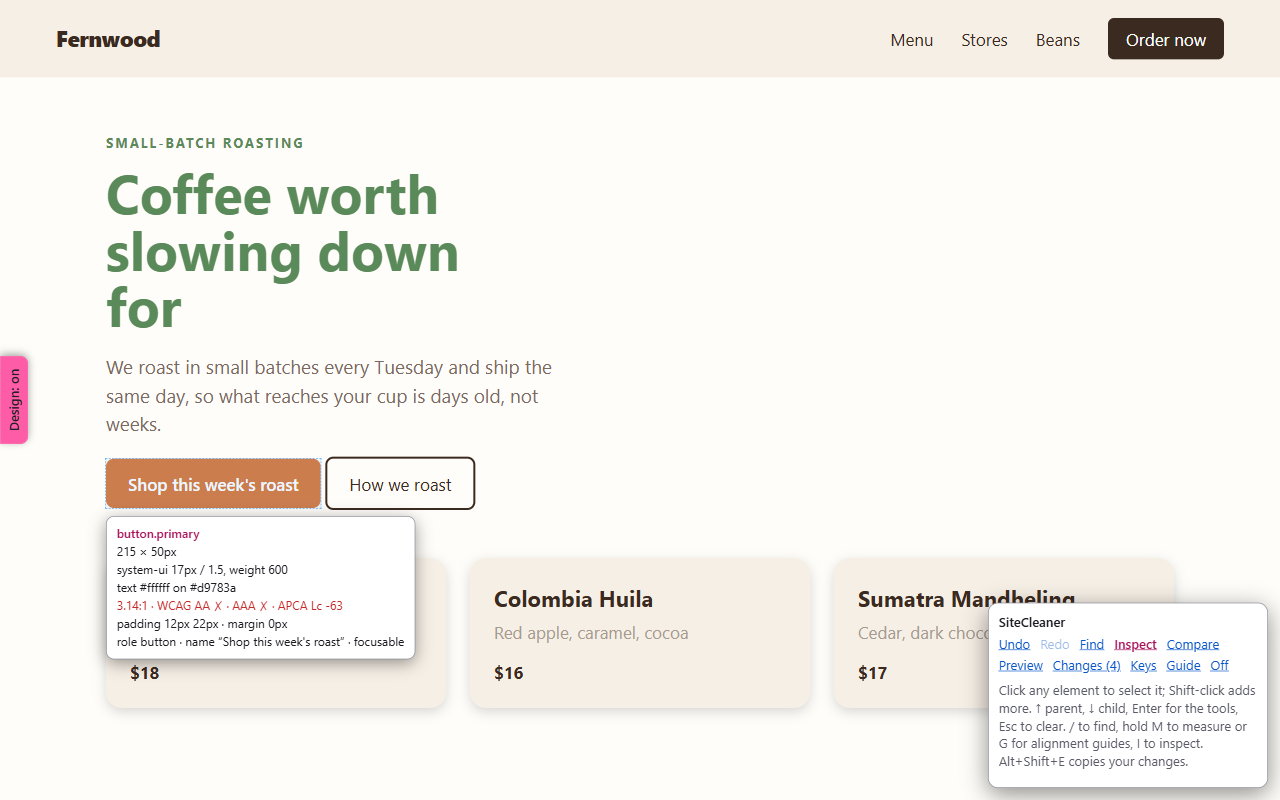 Fernwood
Menu
Stores
Beans
Order now
SMALL-BATCH ROASTING
Coffee worth
slowing down
for
We roast in small batches every Tuesday and ship the
same day, so what reaches your cup is days old, not
weeks.
Design: on
Shop this week's roast
How we roast
button.primary
215 × 50px
system-ui 17px / 1.5, weight 600
text #ffffff on #d9783a
3.14:1 · WCAG AA ✗ · AAA ✗ · APCA Lc -63
padding 12px 22px · margin 0px
role button · name “Shop this week's roast” · focusable
$18
Colombia Huila
Red apple, caramel, cocoa
$16
Sumatra Mandheling
Cedar, dark
$17
SiteCleaner
Undo Redo Find Inspect Compare
Preview Changes (4) Keys Guide Off
Click any element to select it; Shift-click adds
more. ↑ parent, ↓ child, Enter for the tools,
Esc to clear. / to find, hold M to measure or
G for alignment guides, I to inspect.
Alt+Shift+E copies your changes.